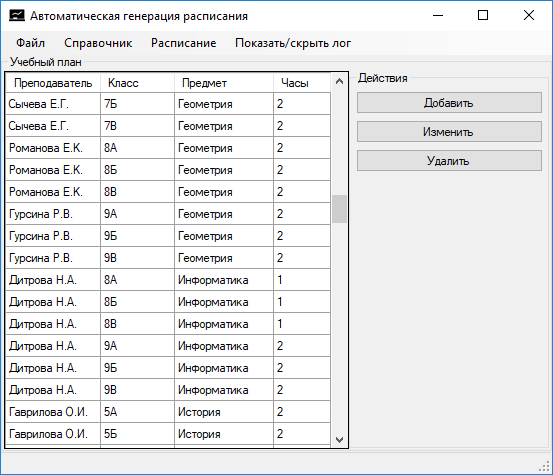 Автоматическая генерация расписания
Файл Справочник Расписание Показать/скрыть лог
Учебный план
Действия
Преподаватель Класс Предмет Часы
Сычева Е.Г. 7Б Геометрия 2
Сычева Е.Г. 7В Геометрия 2
Романова Е.К. 8А Геометрия 2
Романова Е.К. 8Б Геометрия 2
Романова Е.К. 8В Геометрия 2
Гурсина Р.В. 9А Геометрия 2
Гурсина Р.В. 9Б Геометрия 2
Гурсина Р.В. 9В Геометрия 2
Дитрова Н.А. 8А Информатика 1
Дитрова Н.А. 8Б Информатика 1
Дитрова Н.А. 8В Информатика 1
Дитрова Н.А. 9А Информатика 2
Дитрова Н.А. 9Б Информатика 2
Дитрова Н.А. 9В Информатика 2
Гаврилова О.И. 5А История 2
Гаврилова О.И. 5Б История 2
Добавить
Изменить
Удалить